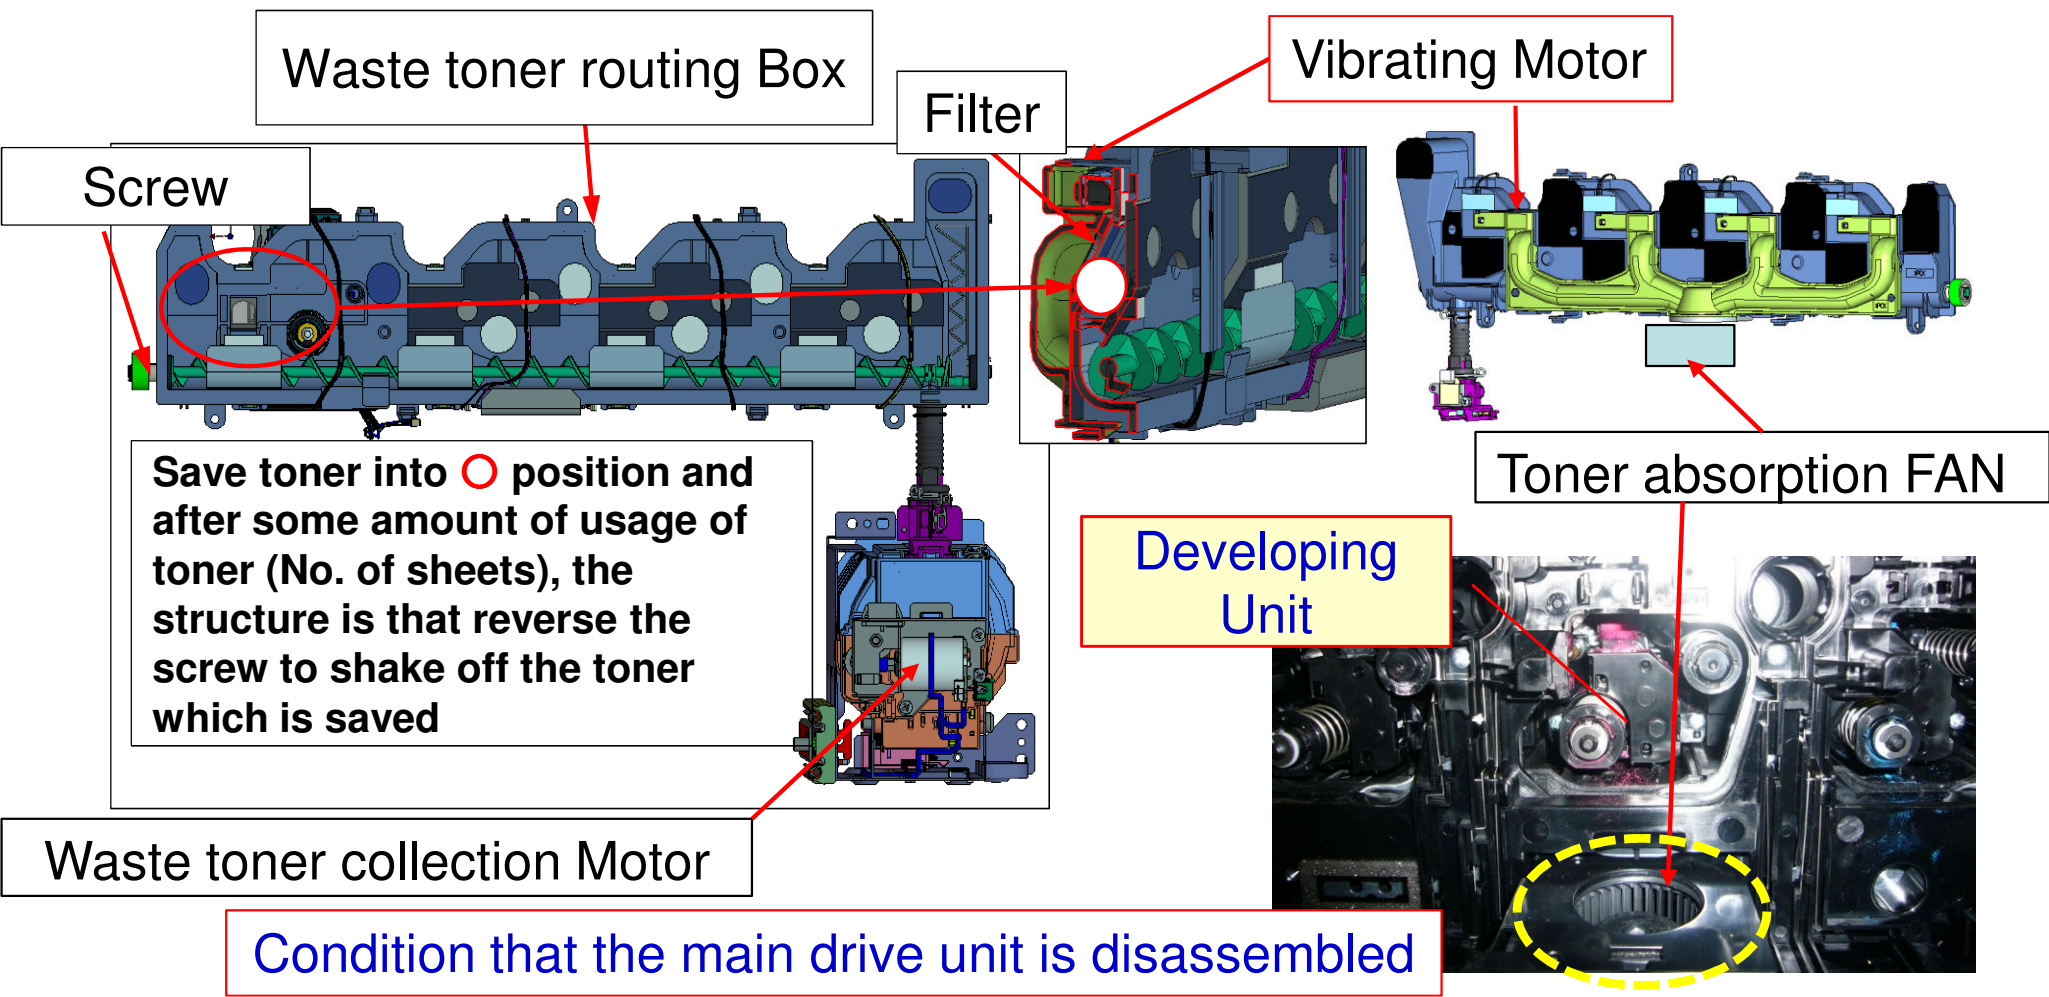 Waste toner routing Box
Vibrating Motor
Filter
Screw
Toner absorption FAN
Save toner into position and
after some amount of usage of
toner (No. of sheets), the
structure is that reverse the
screw to shake off the toner
which is saved
Developing
Unit
Waste toner collection Motor
Condition that the main drive unit is disassembled